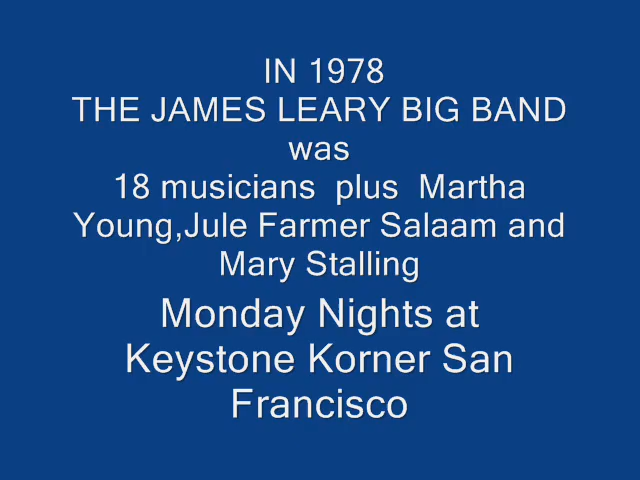 IN 1978
THE JAMES LEARY BIG BAND
was
18 musicians  plus  Martha
Young,Jule Farmer Salaam and
Mary Stalling
Monday Nights at
Keystone Korner San
Francisco